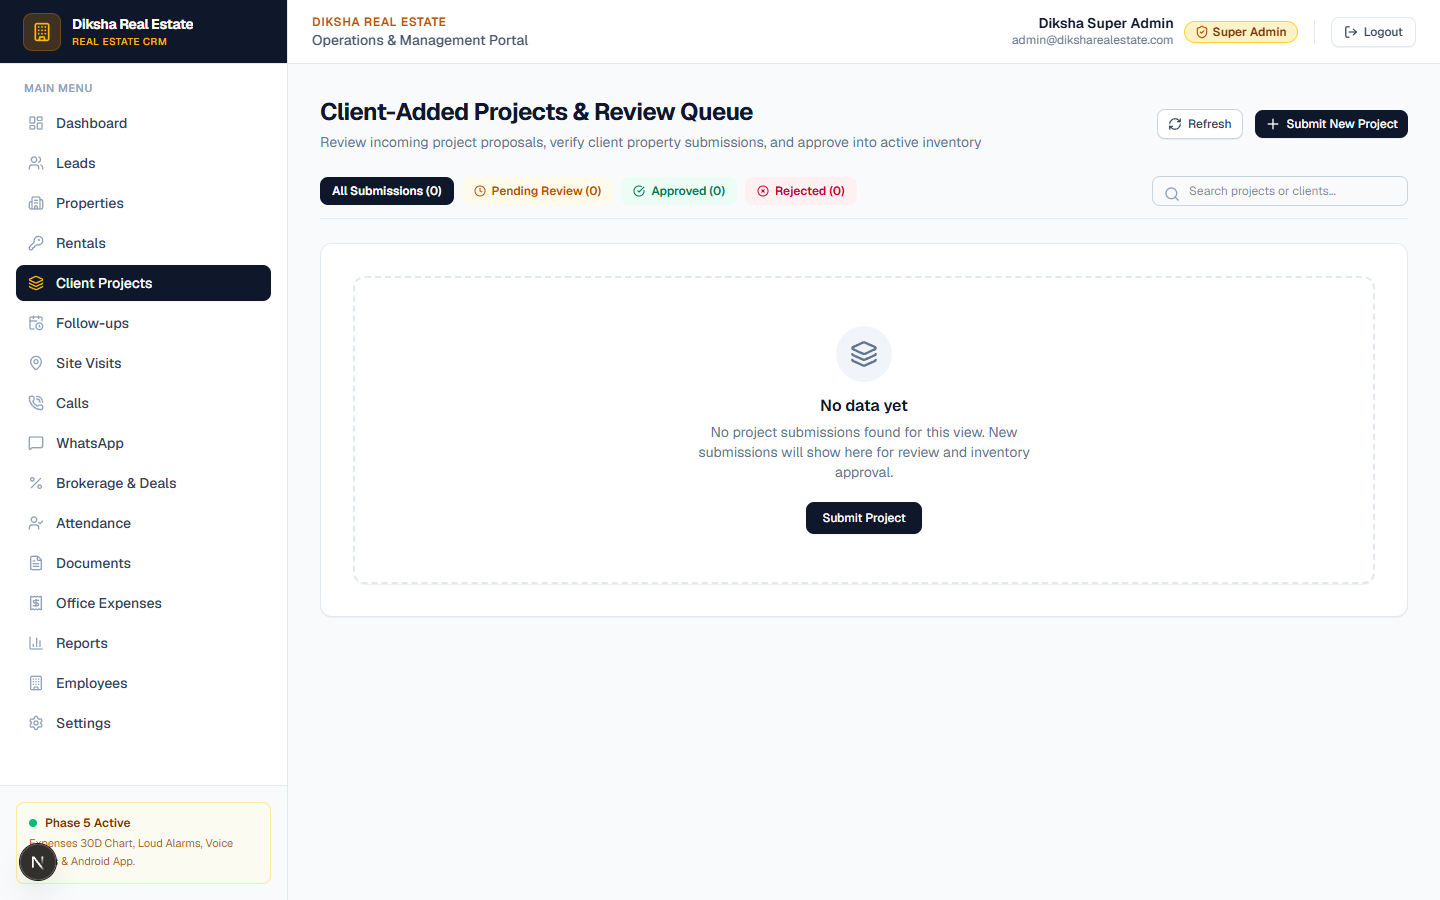 Diksha Real Estate
REAL ESTATE CRM
DIKSHA REAL ESTATE
Operations & Management Portal
Diksha Super Admin
admin@diksharealestate.com
Super Admin
Logout
MAIN MENU
Dashboard
Leads
Properties
Rentals
Client Projects
Follow-ups
Site Visits
Calls
WhatsApp
Brokerage & Deals
Attendance
Documents
Office Expenses
Reports
Employees
Settings
Phase 5 Active
Expenses 30D Chart, Loud Alarms, Voice
& Android App.
N
Client-Added Projects & Review Queue
Review incoming project proposals, verify client property submissions, and approve into active inventory
Refresh
Submit New Project
All Submissions (0)
Pending Review (0)
Approved (0)
Rejected (0)
Search projects or clients...
No data yet
No project submissions found for this view. New
submissions will show here for review and inventory
approval.
Submit Project